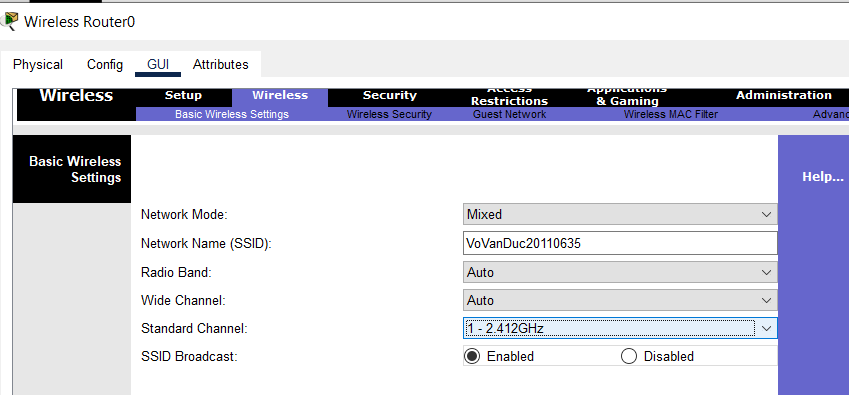 Wireless Router0
Physical Config GUI Attributes
Wireless Setup Wireless Security Access Restrictions Applications & Gaming Administration
Basic Wireless Settings Wireless Security Guest Network Wireless MAC Filter Advanc
Basic Wireless Settings
Help...
Network Mode: Mixed
Network Name (SSID): VoVanDuc20110635
Radio Band: Auto
Wide Channel: Auto
Standard Channel: 1 - 2.412GHz
SSID Broadcast: Enabled Disabled